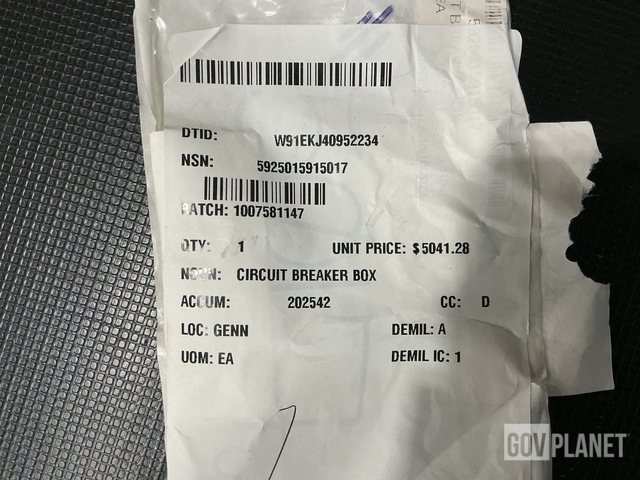 DTID: W91EKJ40952234
NSN: 5925015915017
BATCH: 1007581147
QTY: 1 UNIT PRICE: $5041.28
CIRCUIT BREAKER BOX
ACCUM: 202542 CC: D
LOC: GENN DEMIL: A
UOM: EA DEMIL IC: 1
GOVPLANET